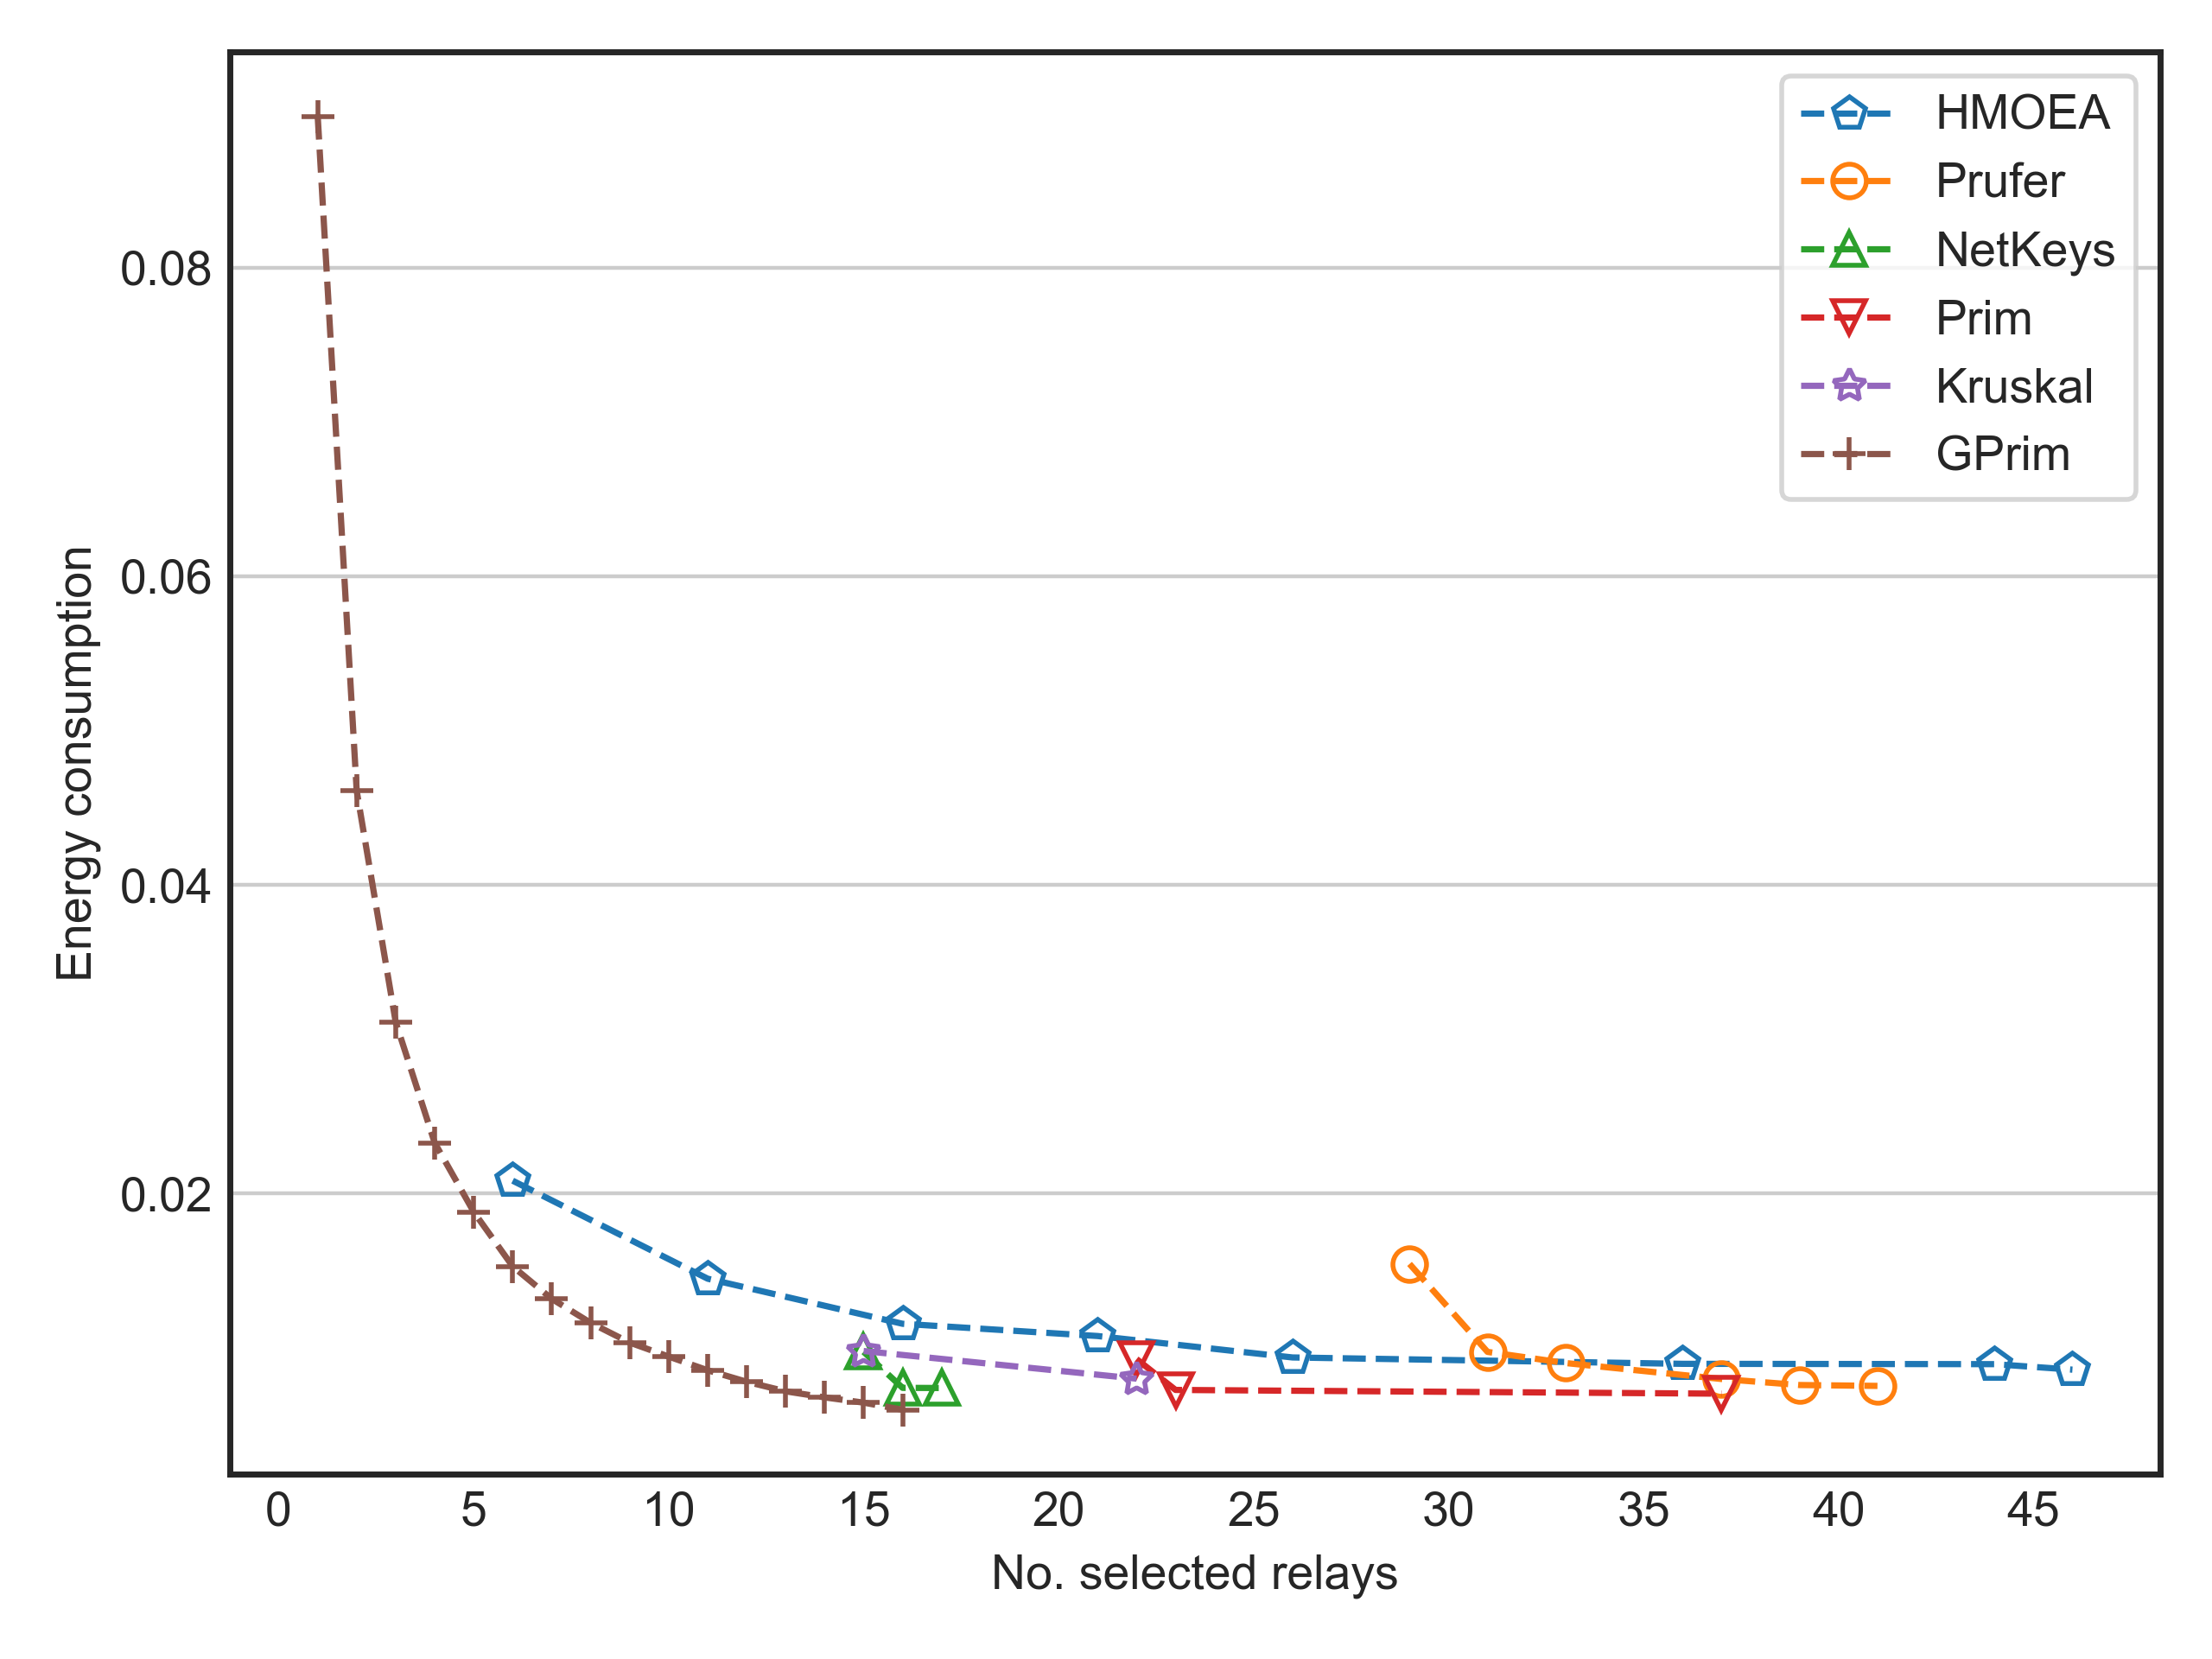 HMOEA
Prufer
NetKeys
Prim
Kruskal
GPrim
0.08
0.06
0.04
0.02
Energy consumption
0 5 10 15 20 25 30 35 40 45
No. selected relays